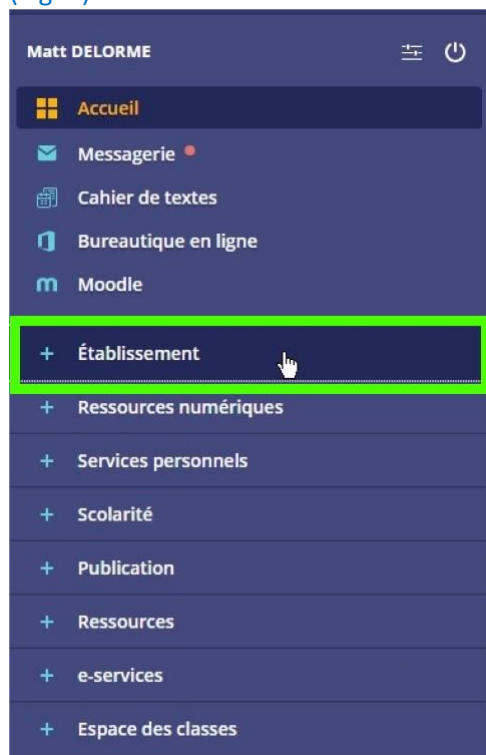 Matt DELORME
Accueil
Messagerie
Cahier de textes
Bureautique en ligne
Moodle
+ Établissement
+ Ressources numériques
+ Services personnels
+ Scolarité
+ Publication
+ Ressources
+ e-services
+ Espace des classes